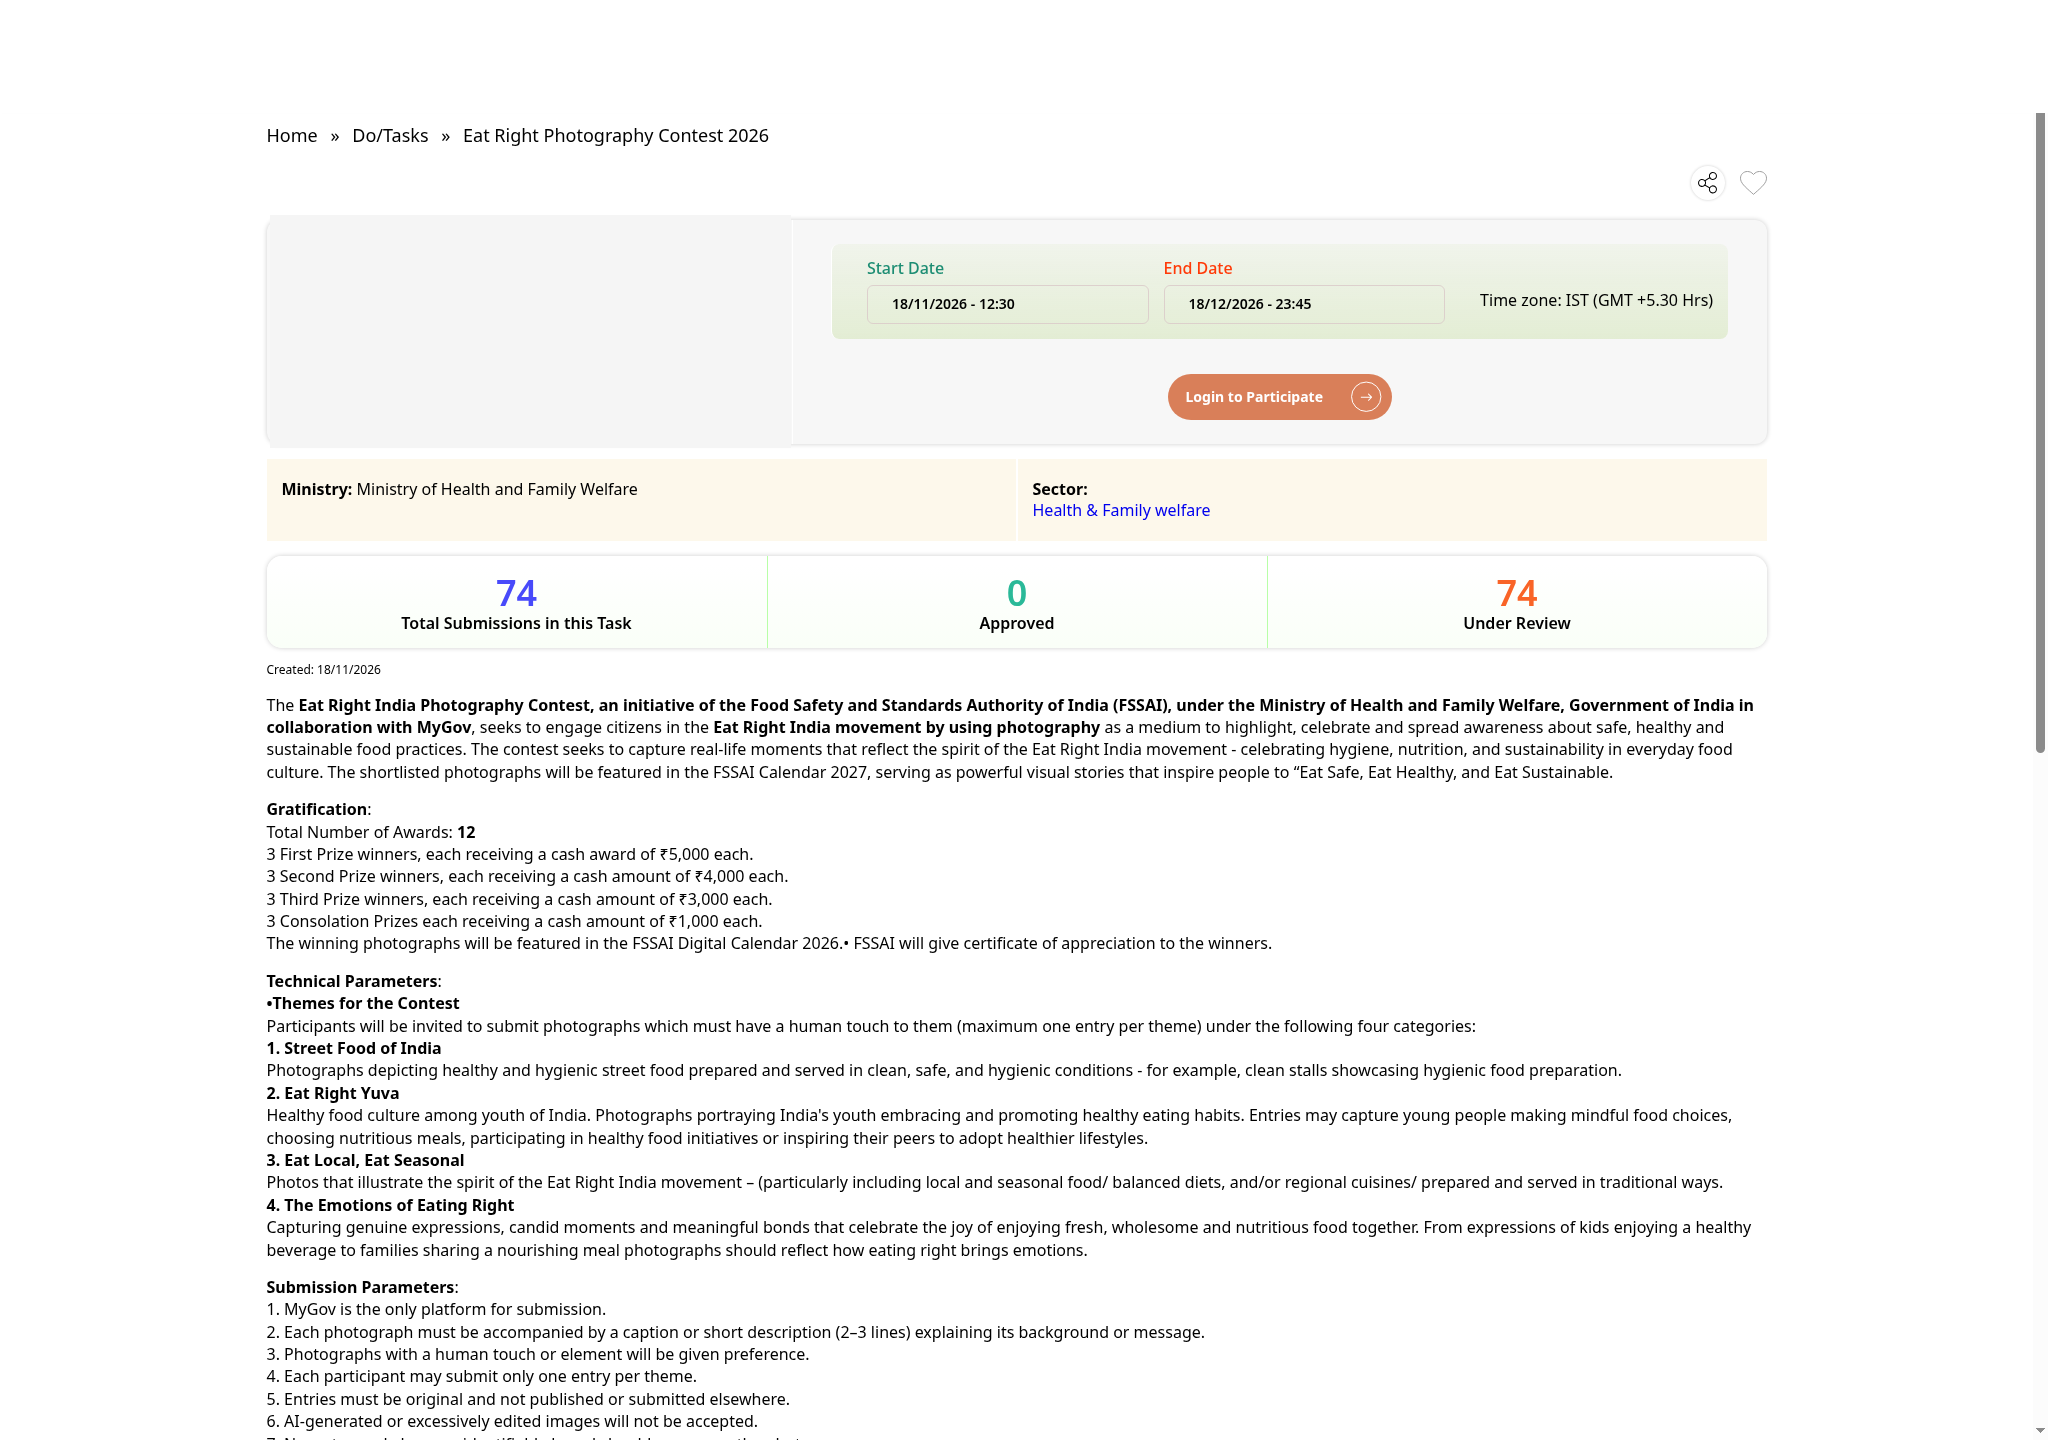 Home » Do/Tasks » Eat Right Photography Contest 2026
Start Date
End Date
18/11/2026 - 12:30
18/12/2026 - 23:45
Time zone: IST (GMT +5.30 Hrs)
Login to Participate
Ministry: Ministry of Health and Family Welfare
Sector:
Health & Family welfare
74
Total Submissions in this Task
0
Approved
74
Under Review
Created: 18/11/2026
The Eat Right India Photography Contest, an initiative of the Food Safety and Standards Authority of India (FSSAI), under the Ministry of Health and Family Welfare, Government of India in
collaboration with MyGov, seeks to engage citizens in the Eat Right India movement by using photography as a medium to highlight, celebrate and spread awareness about safe, healthy and
sustainable food practices. The contest seeks to capture real-life moments that reflect the spirit of the Eat Right India movement - celebrating hygiene, nutrition, and sustainability in everyday food
culture. The shortlisted photographs will be featured in the FSSAI Calendar 2027, serving as powerful visual stories that inspire people to “Eat Safe, Eat Healthy, and Eat Sustainable.
Gratification:
Total Number of Awards: 12
3 First Prize winners, each receiving a cash award of ₹5,000 each.
3 Second Prize winners, each receiving a cash amount of ₹4,000 each.
3 Third Prize winners, each receiving a cash amount of ₹3,000 each.
3 Consolation Prizes each receiving a cash amount of ₹1,000 each.
The winning photographs will be featured in the FSSAI Digital Calendar 2026.• FSSAI will give certificate of appreciation to the winners.
Technical Parameters:
•Themes for the Contest
Participants will be invited to submit photographs which must have a human touch to them (maximum one entry per theme) under the following four categories:
1. Street Food of India
Photographs depicting healthy and hygienic street food prepared and served in clean, safe, and hygienic conditions - for example, clean stalls showcasing hygienic food preparation.
2. Eat Right Yuva
Healthy food culture among youth of India. Photographs portraying India's youth embracing and promoting healthy eating habits. Entries may capture young people making mindful food choices,
choosing nutritious meals, participating in healthy food initiatives or inspiring their peers to adopt healthier lifestyles.
3. Eat Local, Eat Seasonal
Photos that illustrate the spirit of the Eat Right India movement – (particularly including local and seasonal food/ balanced diets, and/or regional cuisines/ prepared and served in traditional ways.
4. The Emotions of Eating Right
Capturing genuine expressions, candid moments and meaningful bonds that celebrate the joy of enjoying fresh, wholesome and nutritious food together. From expressions of kids enjoying a healthy
beverage to families sharing a nourishing meal photographs should reflect how eating right brings emotions.
Submission Parameters:
1. MyGov is the only platform for submission.
2. Each photograph must be accompanied by a caption or short description (2–3 lines) explaining its background or message.
3. Photographs with a human touch or element will be given preference.
4. Each participant may submit only one entry per theme.
5. Entries must be original and not published or submitted elsewhere.
6. AI-generated or excessively edited images will not be accepted.